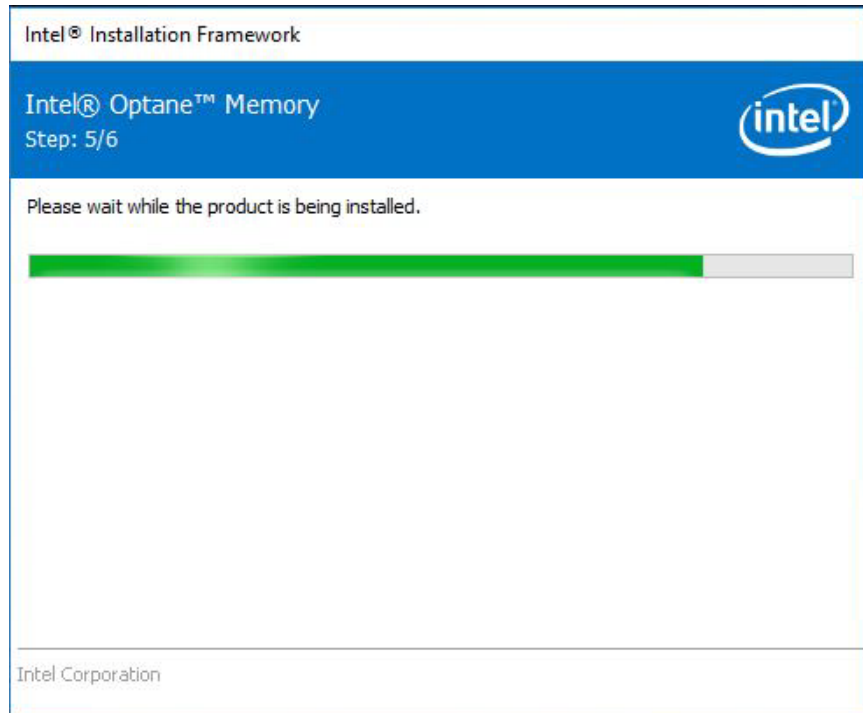 Intel® Installation Framework
Intel® Optane™ Memory
Step: 5/6
intel
Please wait while the product is being installed.
Intel Corporation